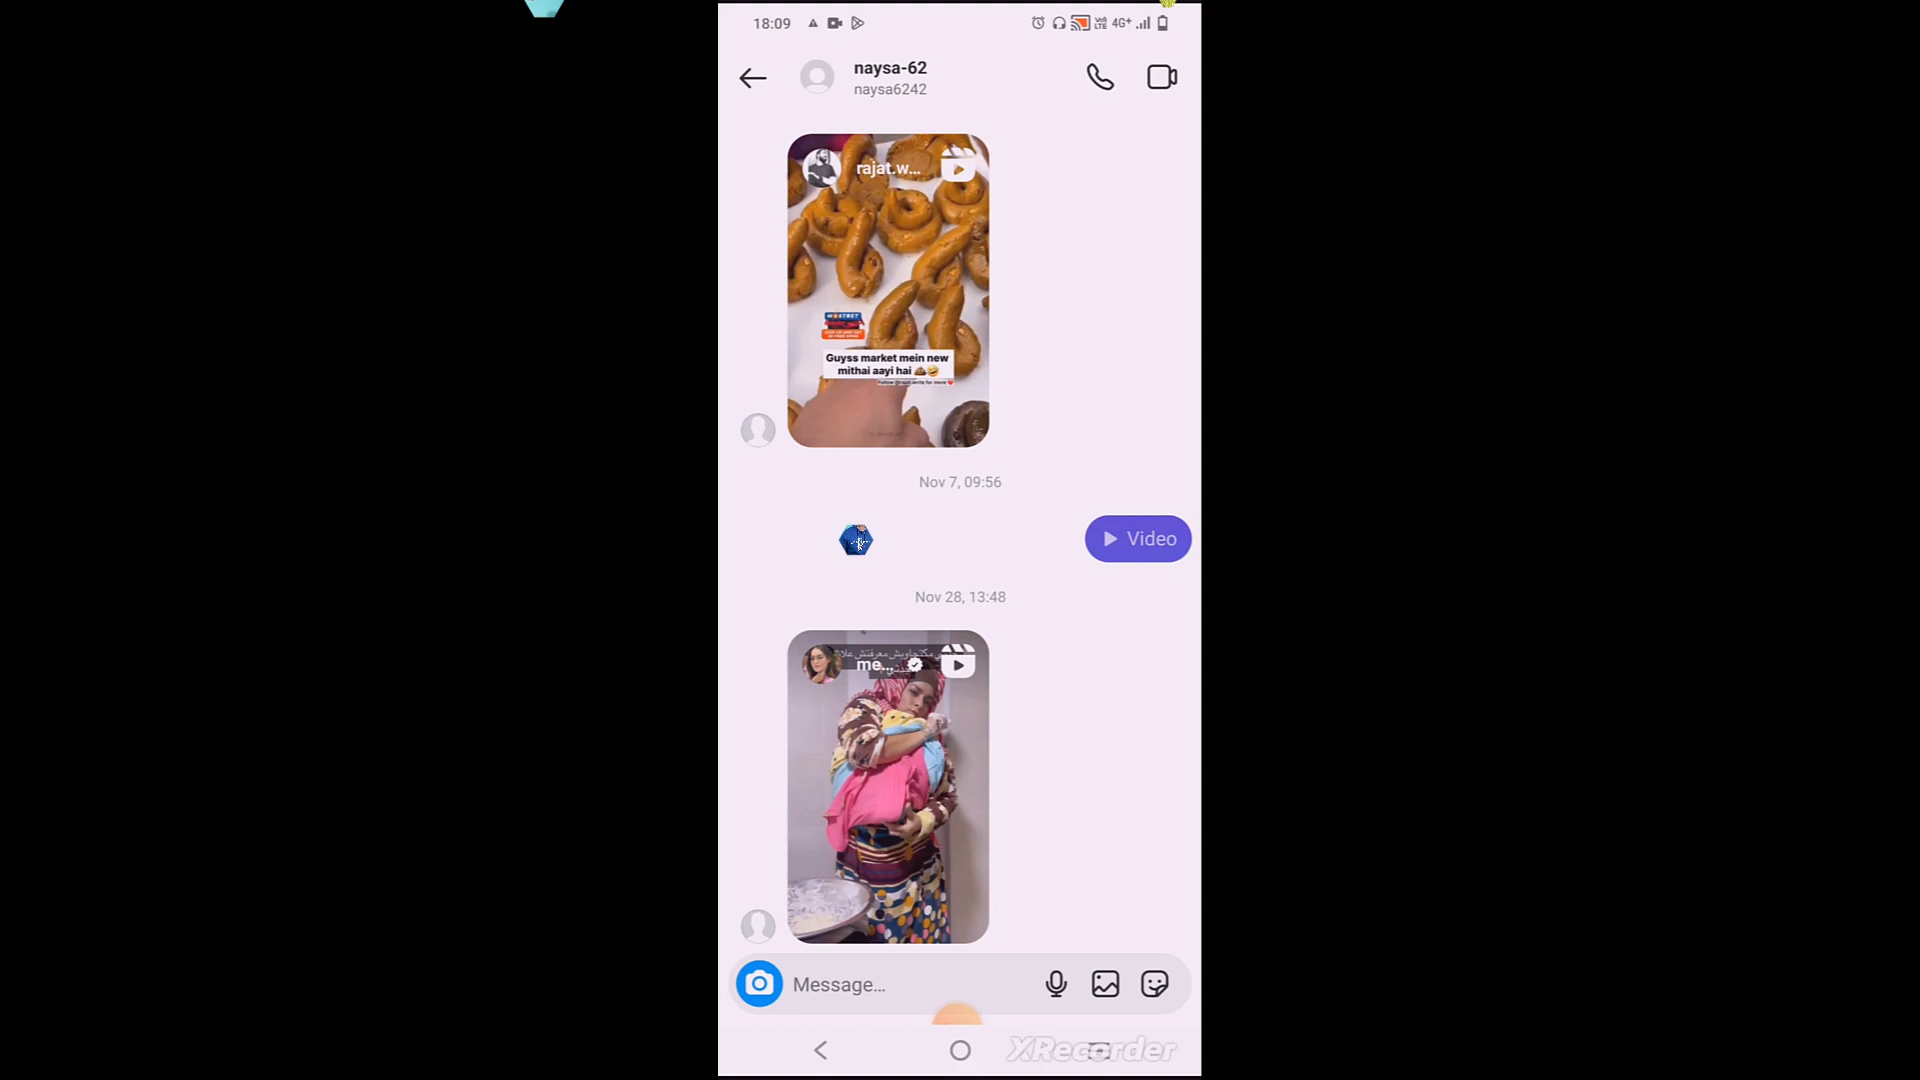 18:09
4G+
naysa-62
naysa6242
rajat.w...
MOSTBET
Guyss market mein new
mithai aayi hai 💩🤣
Nov 7, 09:56
Video
Nov 28, 13:48
me...
Message...
XRecorder